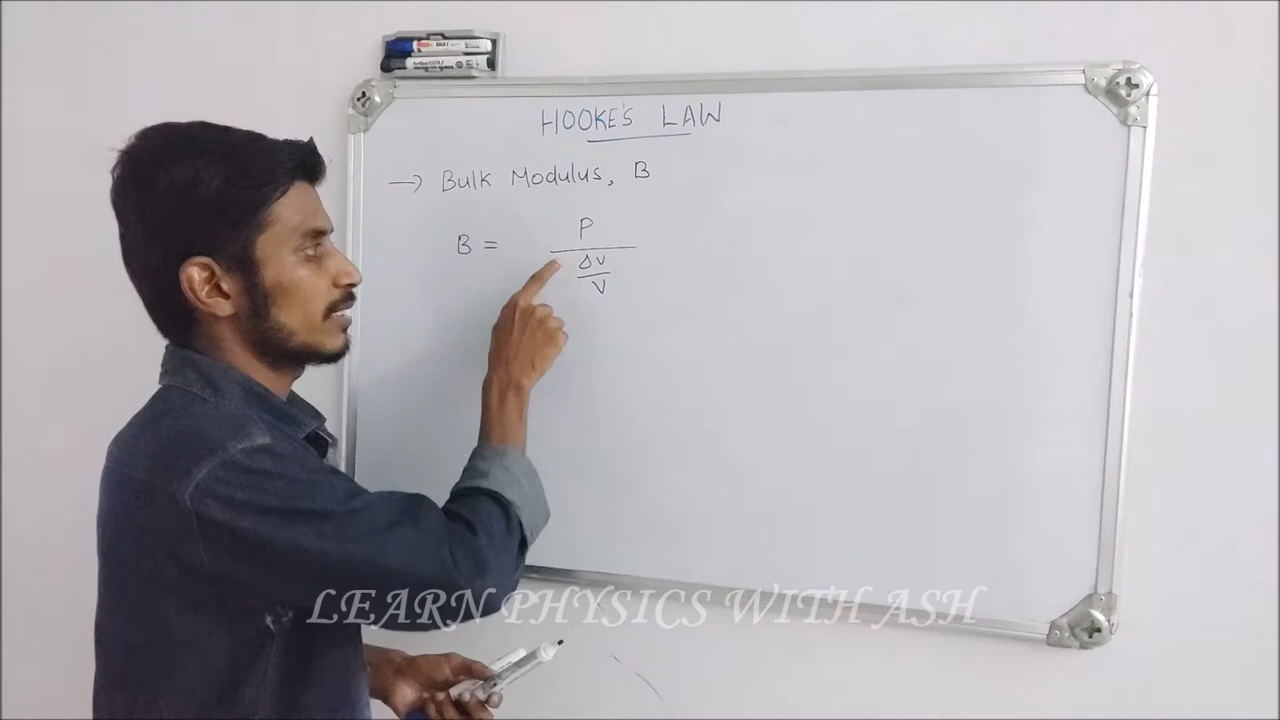 HOOKE'S LAW
→ Bulk Modulus, B
B = P
ΔV
V
LEARN PHYSICS WITH ASH